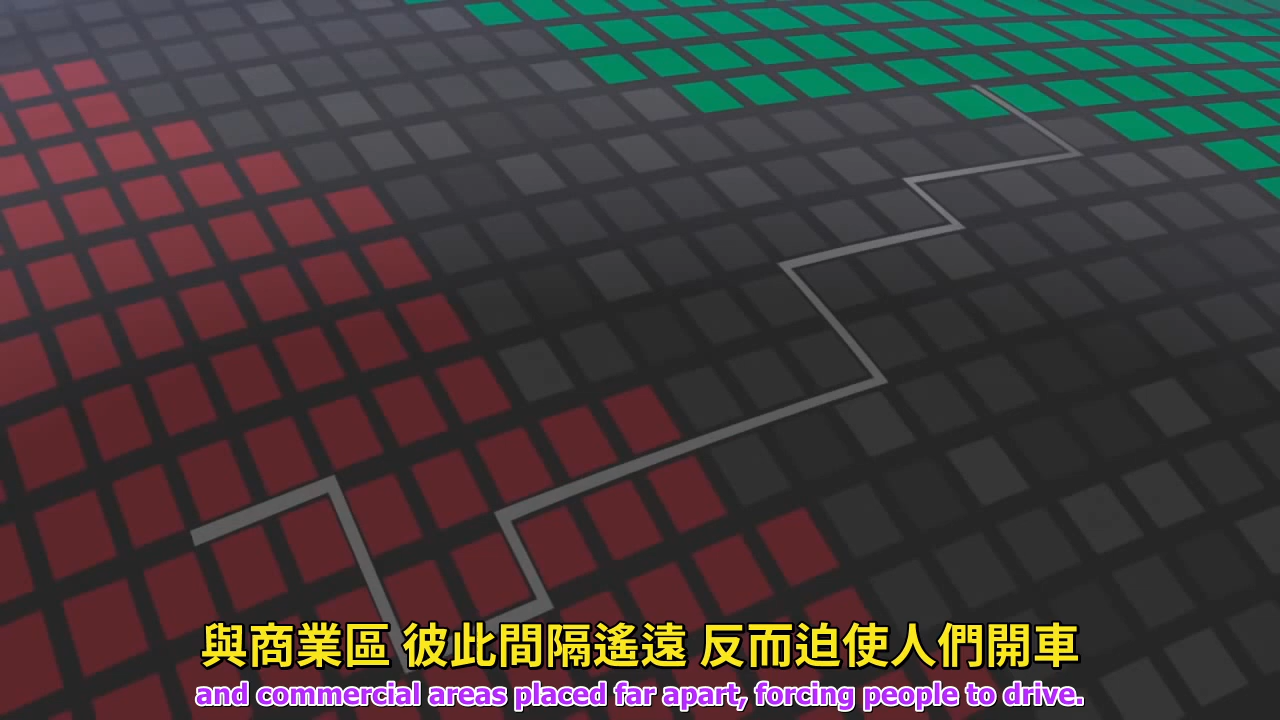 與商業區 彼此間隔遙遠 反而迫使人們開車
and commercial areas placed far apart, forcing people to drive.